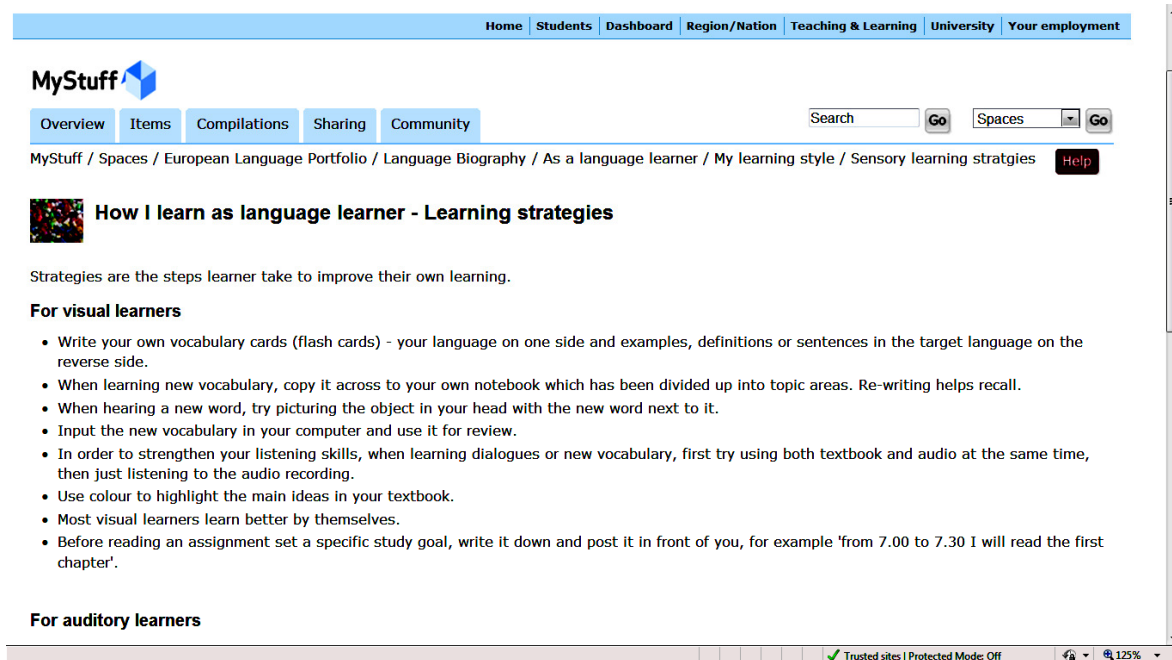 Home Students Dashboard Region/Nation Teaching & Learning University Your employment
MyStuff
Overview Items Compilations Sharing Community Search Go Spaces Go
MyStuff / Spaces / European Language Portfolio / Language Biography / As a language learner / My learning style / Sensory learning stratgies Help
How I learn as language learner - Learning strategies
Strategies are the steps learner take to improve their own learning.
For visual learners
• Write your own vocabulary cards (flash cards) - your language on one side and examples, definitions or sentences in the target language on the
reverse side.
• When learning new vocabulary, copy it across to your own notebook which has been divided up into topic areas. Re-writing helps recall.
• When hearing a new word, try picturing the object in your head with the new word next to it.
• Input the new vocabulary in your computer and use it for review.
• In order to strengthen your listening skills, when learning dialogues or new vocabulary, first try using both textbook and audio at the same time,
then just listening to the audio recording.
• Use colour to highlight the main ideas in your textbook.
• Most visual learners learn better by themselves.
• Before reading an assignment set a specific study goal, write it down and post it in front of you, for example 'from 7.00 to 7.30 I will read the first
chapter'.
For auditory learners
Trusted sites | Protected Mode: Off 125%